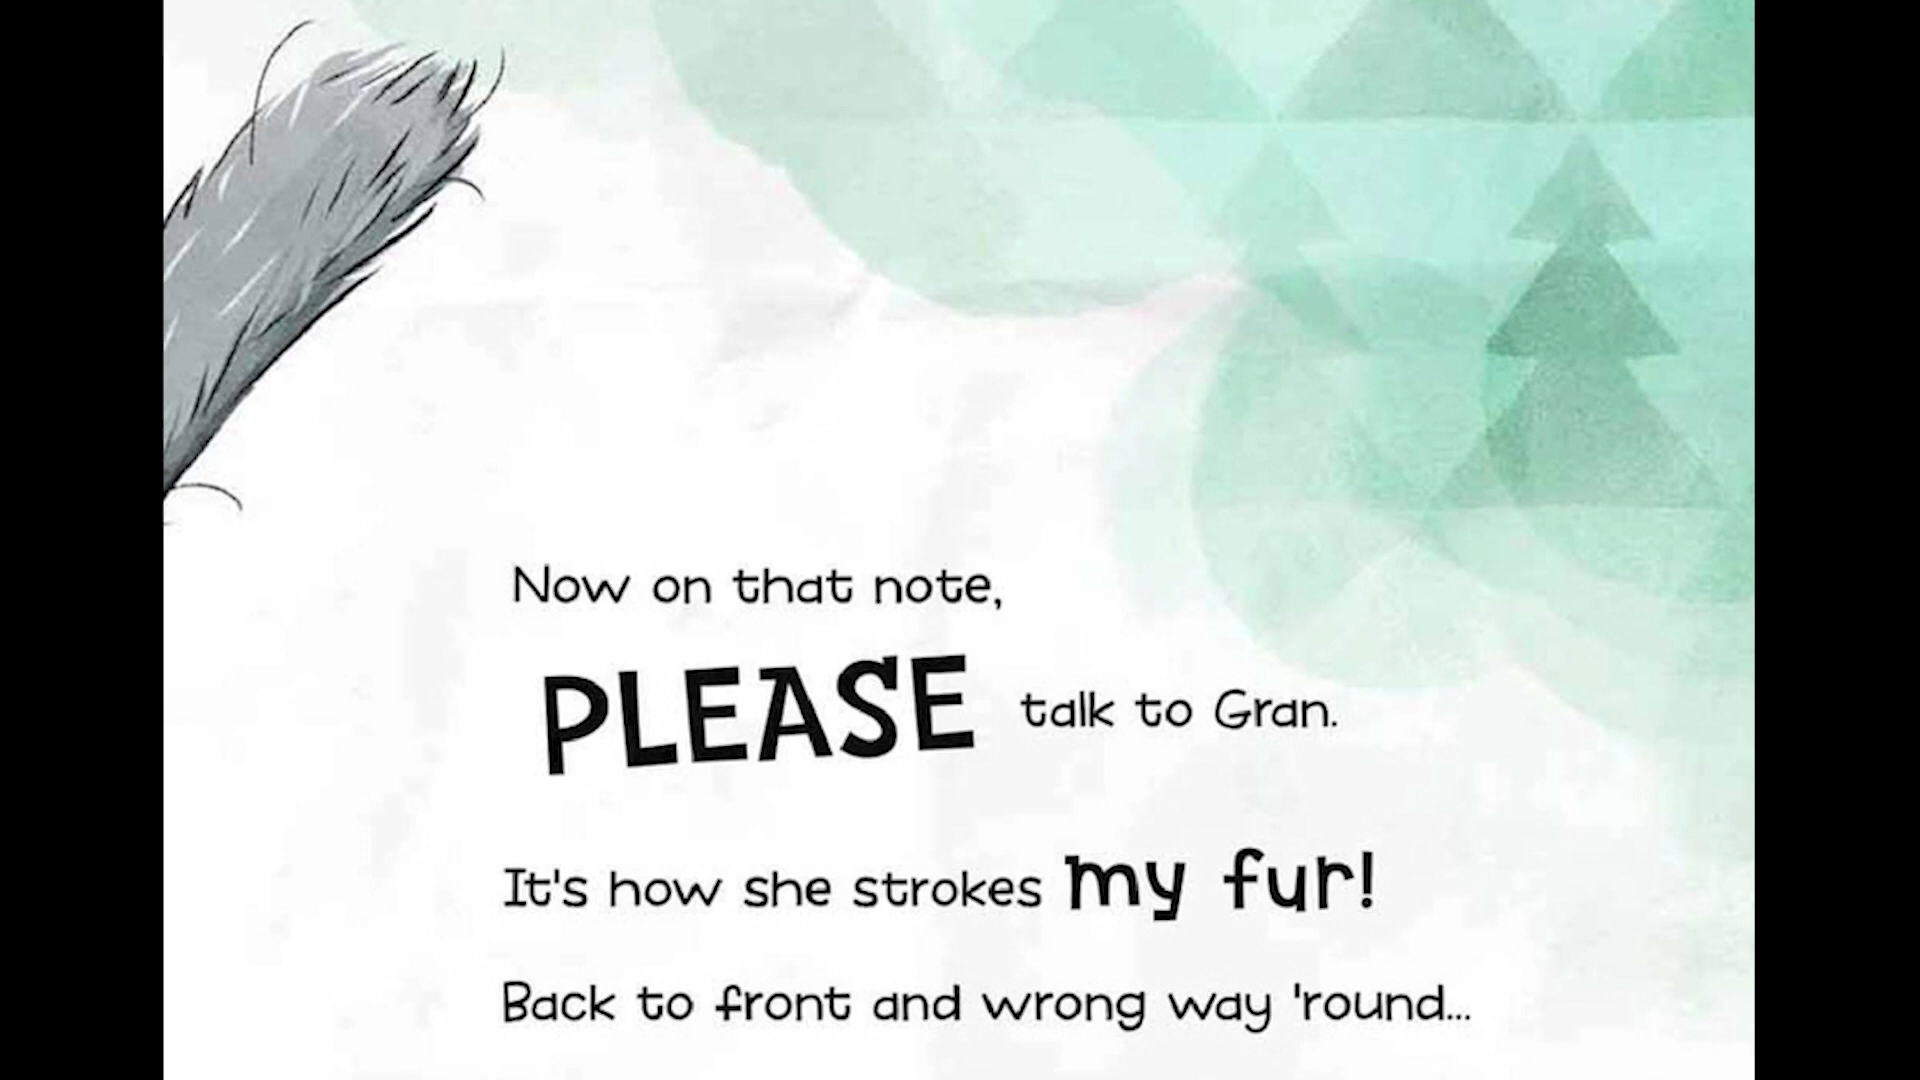 Now on that note,
PLEASE talk to Gran.
It's how she strokes my fur!
Back to front and wrong way 'round...